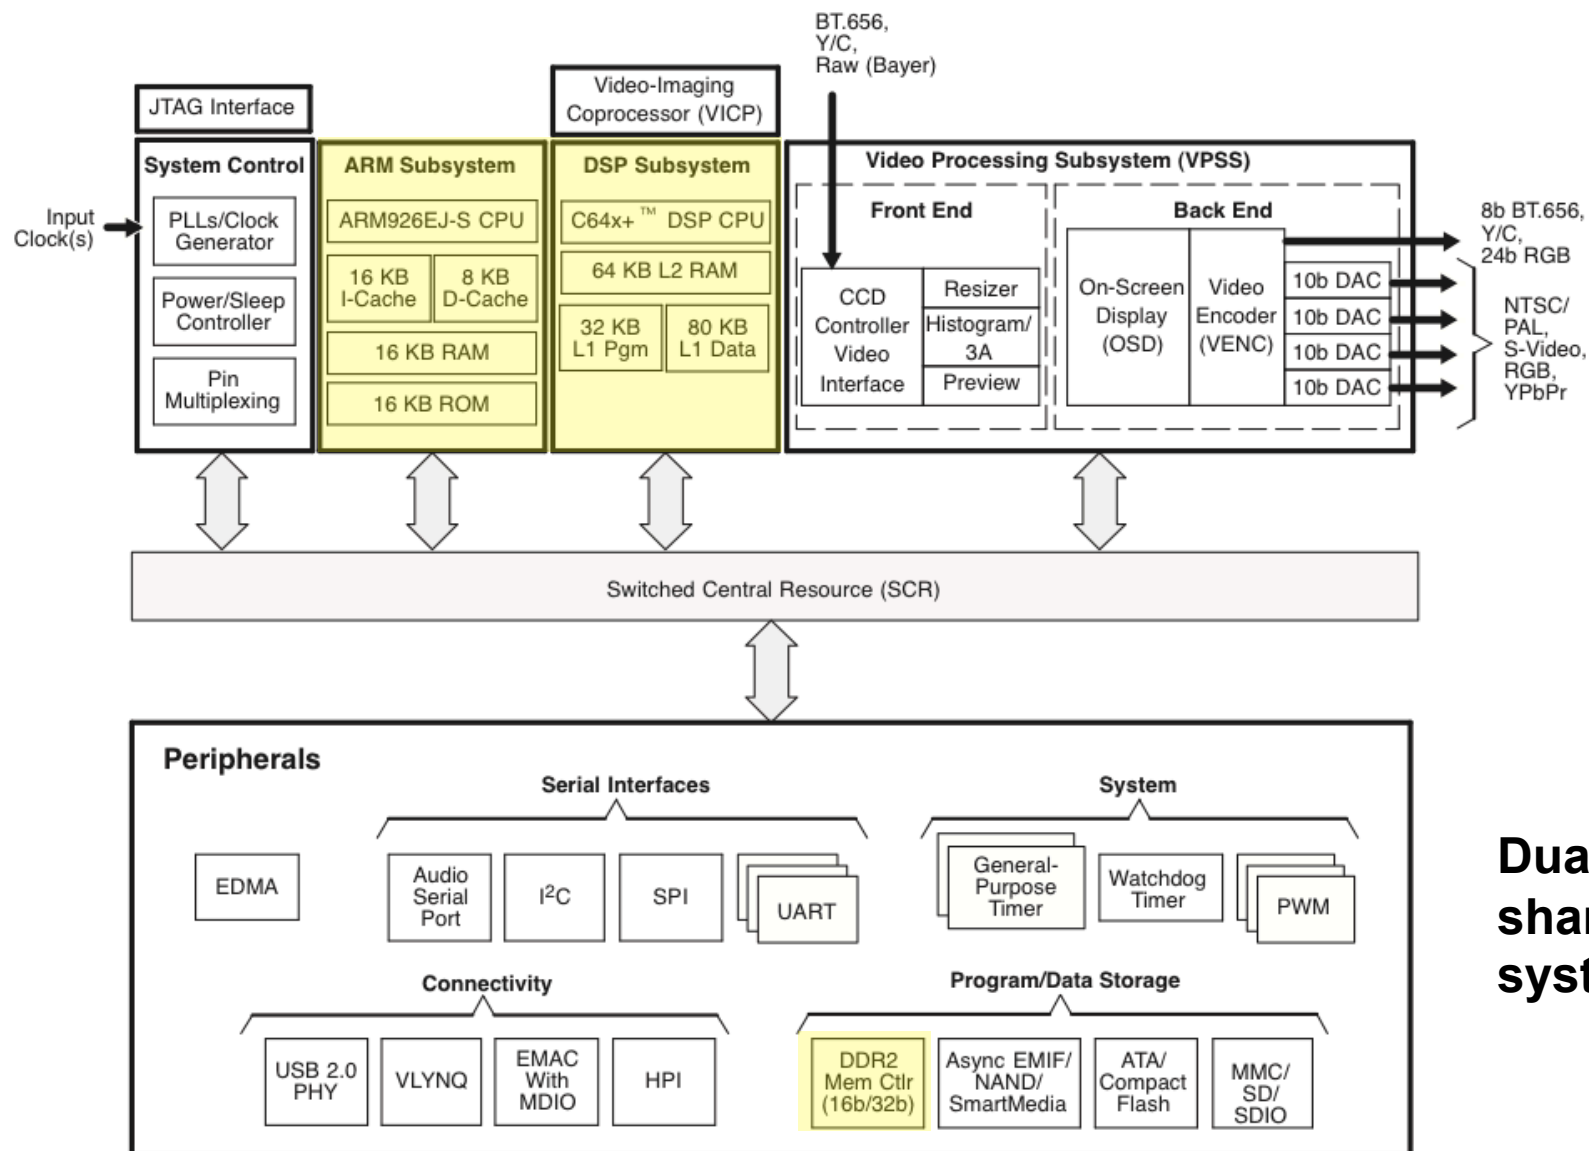 BT.656,
Y/C,
Raw (Bayer)
JTAG Interface
Video-Imaging
Coprocessor (VICP)
System Control
ARM Subsystem
DSP Subsystem
Video Processing Subsystem (VPSS)
Input
Clock(s)
PLLs/Clock
Generator
Power/Sleep
Controller
Pin
Multiplexing
ARM926EJ-S CPU
16 KB
I-Cache
8 KB
D-Cache
16 KB RAM
16 KB ROM
C64x+™ DSP CPU
64 KB L2 RAM
32 KB
L1 Pgm
80 KB
L1 Data
Front End
CCD
Controller
Video
Interface
Resizer
Histogram/
3A
Preview
Back End
On-Screen
Display
(OSD)
Video
Encoder
(VENC)
10b DAC
10b DAC
10b DAC
10b DAC
8b BT.656,
Y/C,
24b RGB
NTSC/
PAL,
S-Video,
RGB,
YPbPr
Switched Central Resource (SCR)
Peripherals
Serial Interfaces
System
EDMA
Audio
Serial
Port
I²C
SPI
UART
General-
Purpose
Timer
Watchdog
Timer
PWM
Connectivity
Program/Data Storage
USB 2.0
PHY
VLYNQ
EMAC
With
MDIO
HPI
DDR2
Mem Ctlr
(16b/32b)
Async EMIF/
NAND/
SmartMedia
ATA/
Compact
Flash
MMC/
SD/
SDIO